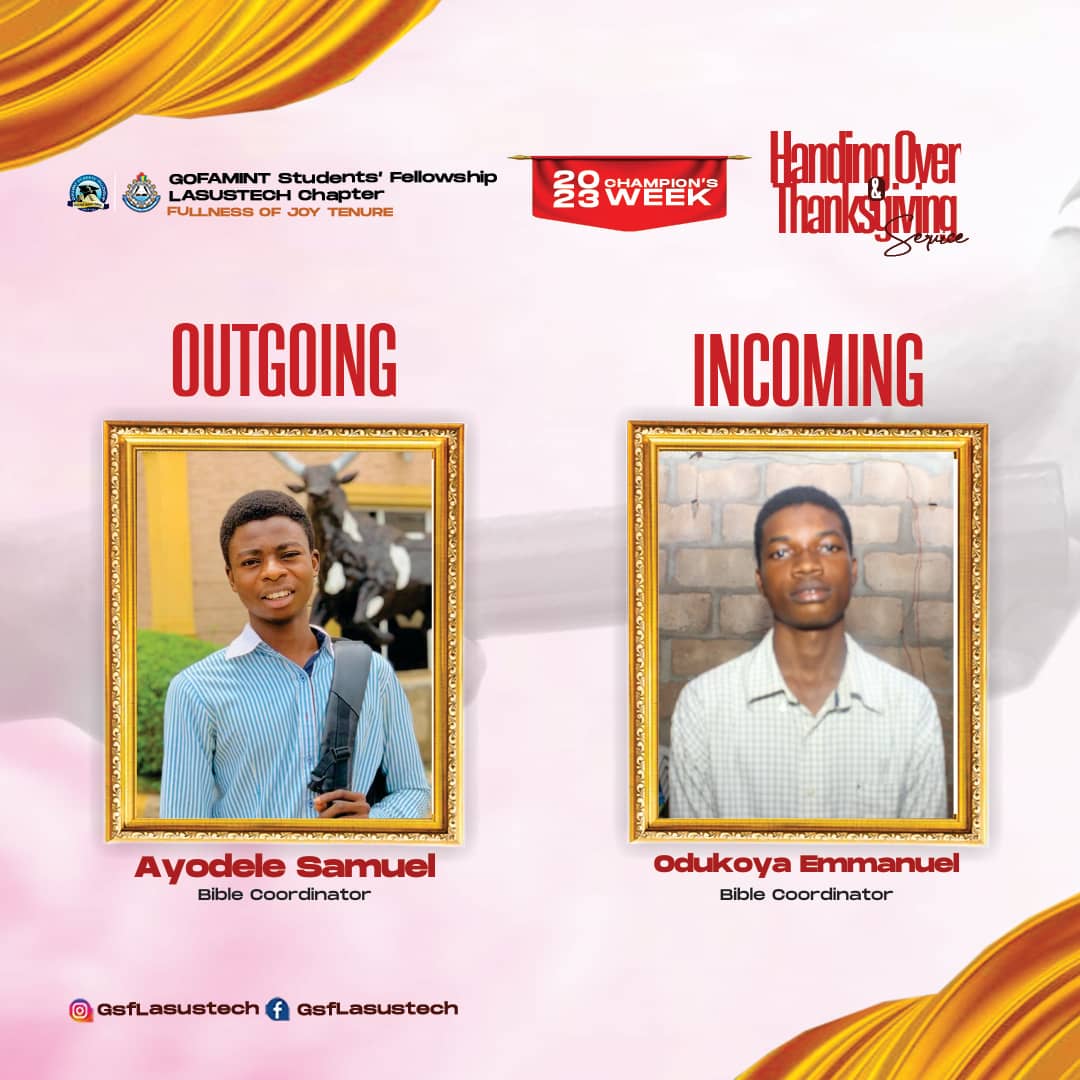 GOFAMINT Students' Fellowship
LASUSTECH Chapter
FULLNESS OF JOY TENURE
2023 CHAMPION'S WEEK
Handing Over
&
Thanksgiving
Service
OUTGOING
INCOMING
Ayodele Samuel
Bible Coordinator
Odukoya Emmanuel
Bible Coordinator
GsfLasustech
GsfLasustech